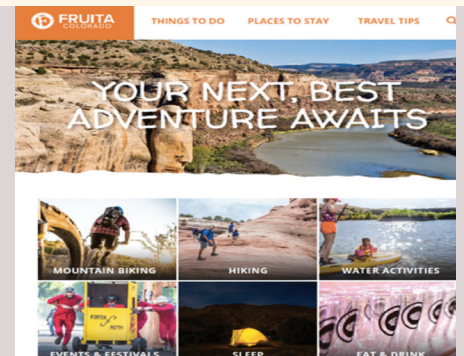 FRUITA
COLORADO
THINGS TO DO
PLACES TO STAY
TRAVEL TIPS
YOUR NEXT, BEST
ADVENTURE AWAITS
MOUNTAIN BIKING
HIKING
WATER ACTIVITIES
EVENTS & FESTIVALS
SLEEP
EAT & DRINK